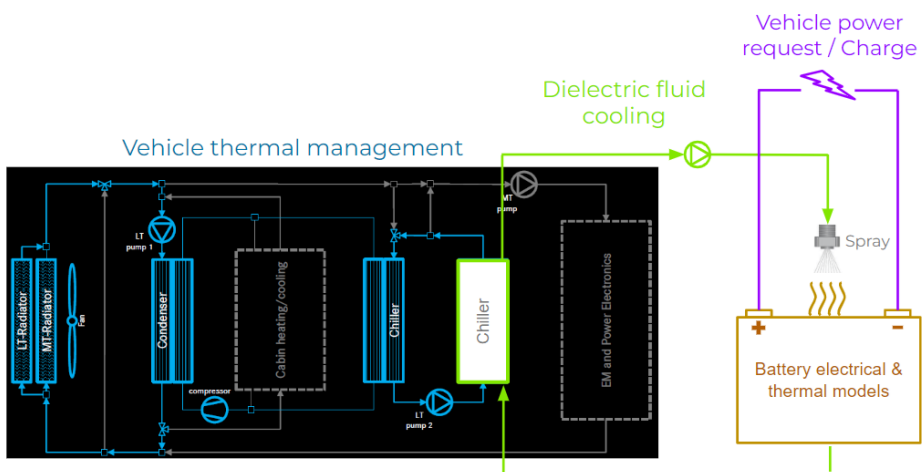 Vehicle power
request / Charge
Dielectric fluid
cooling
Vehicle thermal management
MT
pump
LT
pump 1
Spray
LT-Radiator
MT-Radiator
Fan
Condenser
Cabin heating/cooling
Chiller
Chiller
EM and Power Electronics
+
-
Battery electrical &
thermal models
compressor
LT
pump 2